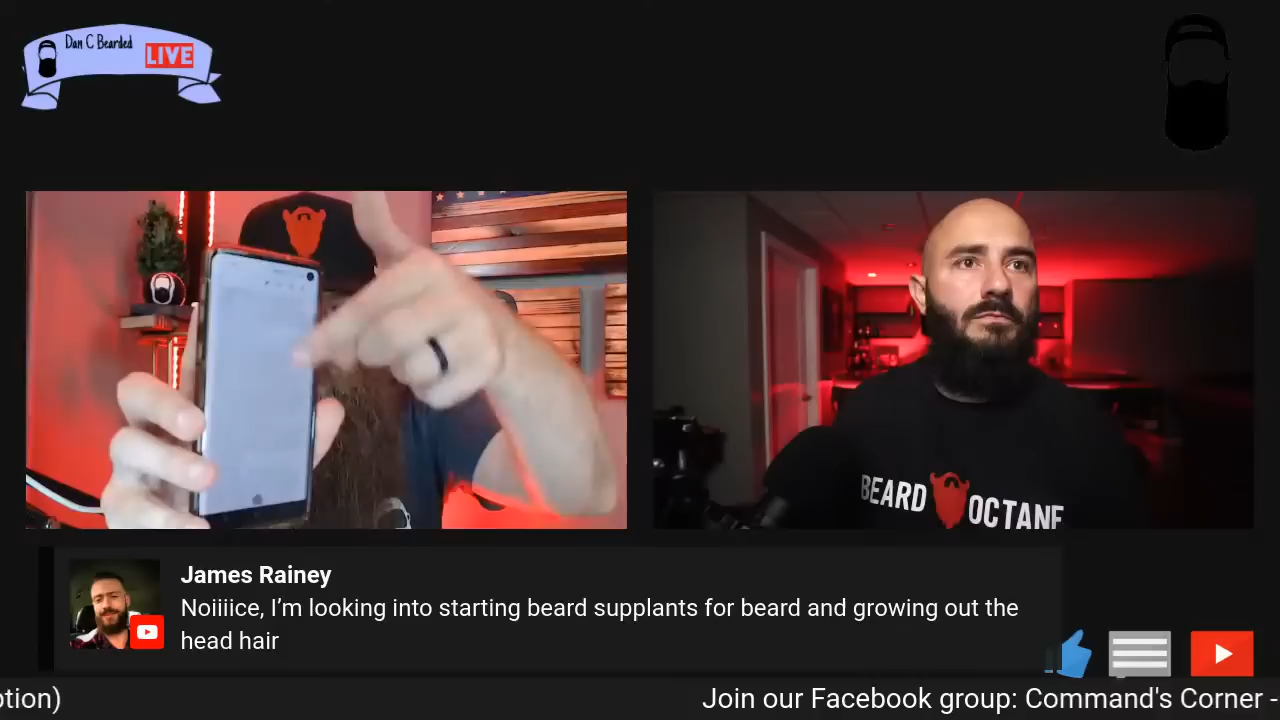 Dan C Bearded
LIVE
BEARD OCTANE
James Rainey
Noiiiice, I’m looking into starting beard supplants for beard and growing out the
head hair
ption)
Join our Facebook group: Command's Corner -